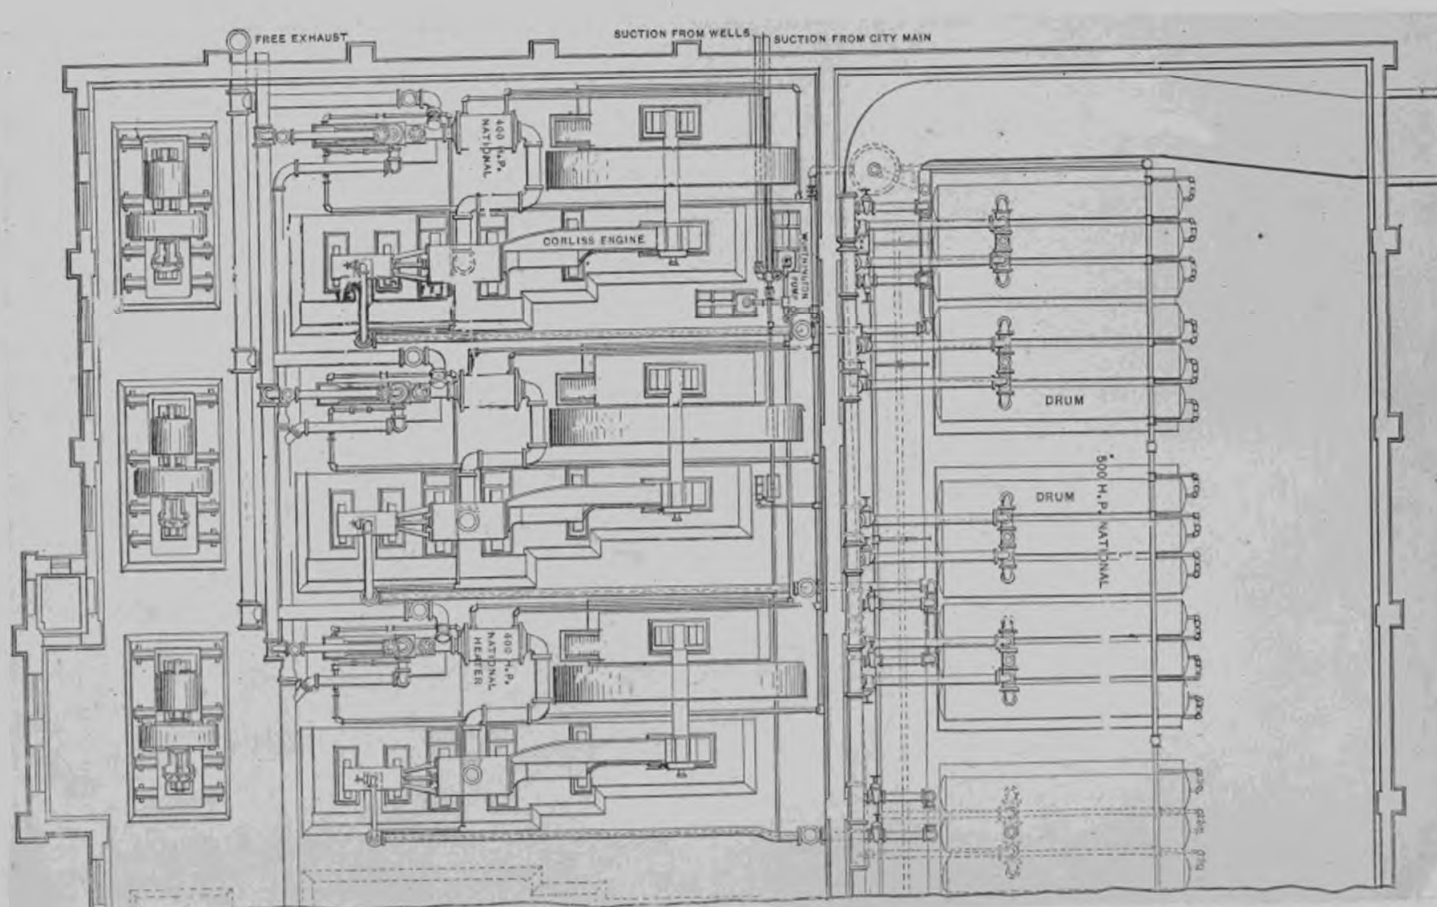 FREE EXHAUST
SUCTION FROM WELLS
SUCTION FROM CITY MAIN
400 H.P.
NATIONAL
CORLISS ENGINE
WORTHINGTON
PUMP
DRUM
DRUM
500 H.P. NATIONAL
400 H.P.
NATIONAL
HEATER